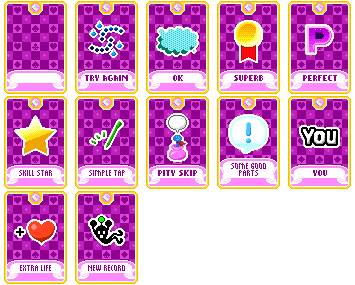 TRY AGAIN
OK
SUPERB
P
PERFECT
SKILL STAR
SIMPLE TAP
PITY SKIP
!
SOME GOOD
PARTS
You
YOU
+
EXTRA LIFE
NEW RECORD